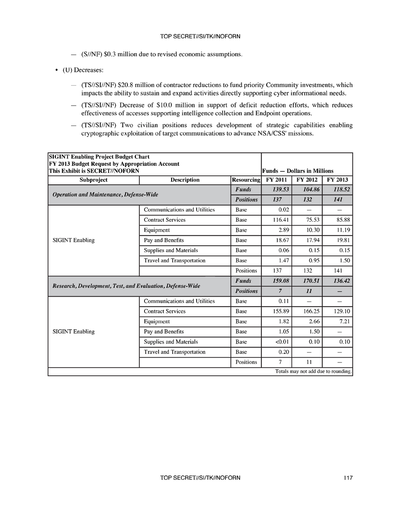 TOP SECRET//SI/TK/NOFORN
— (S//NF) $0.3 million due to revised economic assumptions.
• (U) Decreases:
— (TS//SI//NF) $20.8 million of contractor reductions to fund priority Community investments, which
impacts the ability to sustain and expand activities directly supporting cyber informational needs.
— (TS//SI//NF) Decrease of $10.0 million in support of deficit reduction efforts, which reduces
effectiveness of accesses supporting intelligence collection and Endpoint operations.
— (TS//SI//NF) Two civilian positions reduces development of strategic capabilities enabling
cryptographic exploitation of target communications to advance NSA/CSS' missions.
SIGINT Enabling Project Budget Chart
FY 2013 Budget Request by Appropriation Account
This Exhibit is SECRET//NOFORN Funds — Dollars in Millions
Subproject Description Resourcing FY 2011 FY 2012 FY 2013
Operation and Maintenance, Defense-Wide Funds 139.53 104.86 118.52
Positions 137 132 141
SIGINT Enabling Communications and Utilities Base 0.02 — —
Contract Services Base 116.41 75.53 85.88
Equipment Base 2.89 10.30 11.19
Pay and Benefits Base 18.67 17.94 19.81
Supplies and Materials Base 0.06 0.15 0.15
Travel and Transportation Base 1.47 0.95 1.50
Positions 137 132 141
Research, Development, Test, and Evaluation, Defense-Wide Funds 159.08 170.51 136.42
Positions 7 11 —
SIGINT Enabling Communications and Utilities Base 0.11 — —
Contract Services Base 155.89 166.25 129.10
Equipment Base 1.82 2.66 7.21
Pay and Benefits Base 1.05 1.50 —
Supplies and Materials Base <0.01 0.10 0.10
Travel and Transportation Base 0.20 — —
Positions 7 11 —
Totals may not add due to rounding.
TOP SECRET//SI/TK/NOFORN 117